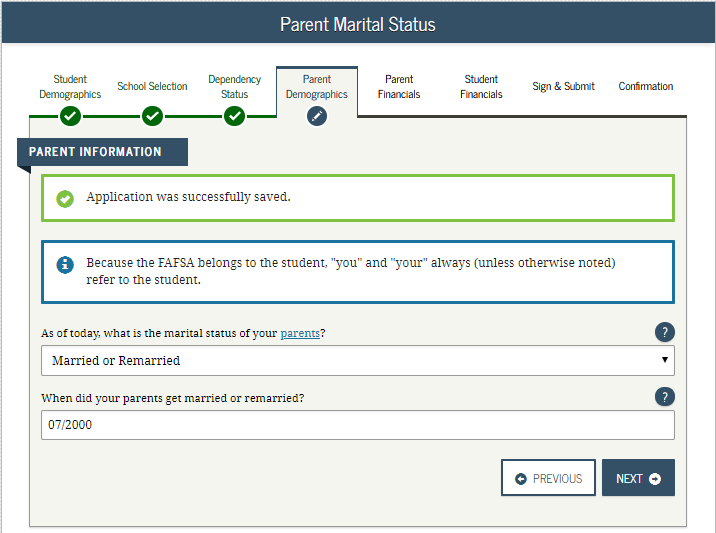 Parent Marital Status
Student
Demographics
School Selection
Dependency
Status
Parent
Demographics
Parent
Financials
Student
Financials
Sign & Submit
Confirmation
PARENT INFORMATION
Application was successfully saved.
Because the FAFSA belongs to the student, "you" and "your" always (unless otherwise noted)
refer to the student.
As of today, what is the marital status of your parents?
?
Married or Remarried
When did your parents get married or remarried?
?
07/2000
PREVIOUS
NEXT